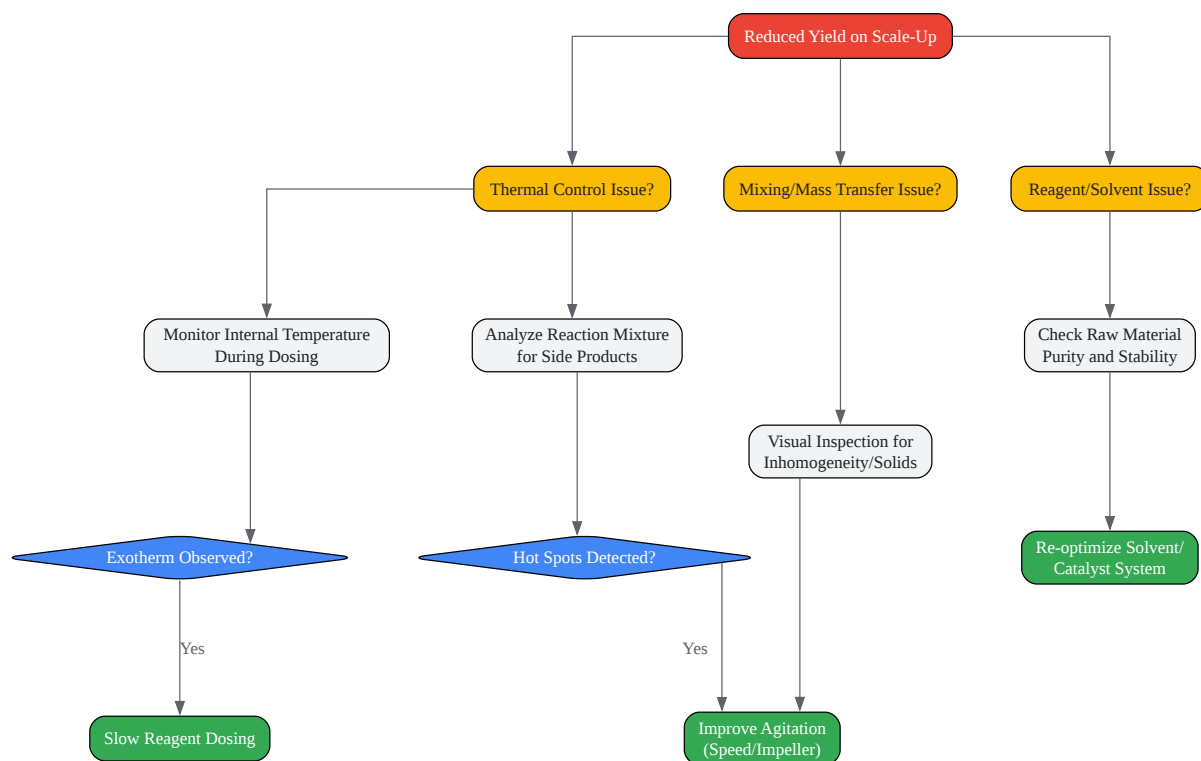 Reduced Yield on Scale-Up
Thermal Control Issue?
Mixing/Mass Transfer Issue?
Reagent/Solvent Issue?
Monitor Internal Temperature
During Dosing
Analyze Reaction Mixture
for Side Products
Check Raw Material
Purity and Stability
Visual Inspection for
Inhomogeneity/Solids
Exotherm Observed?
Hot Spots Detected?
Re-optimize Solvent/
Catalyst System
Yes
Yes
Slow Reagent Dosing
Improve Agitation
(Speed/Impeller)